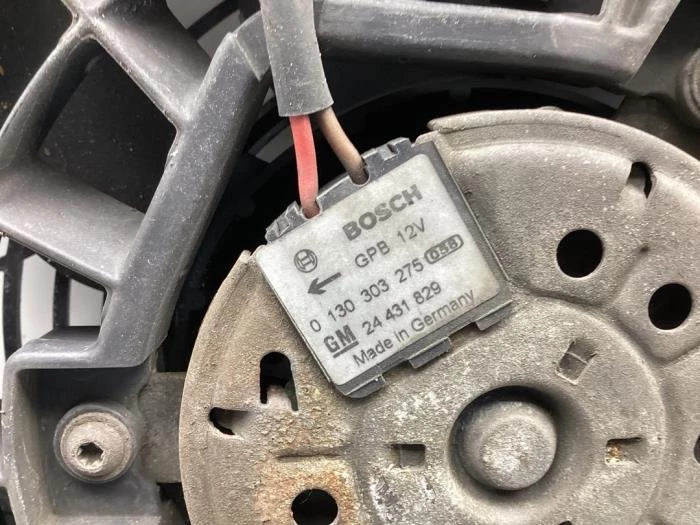 BOSCH
GPB 12V
0 130 303 275 058
GM 24 431 829
Made in Germany